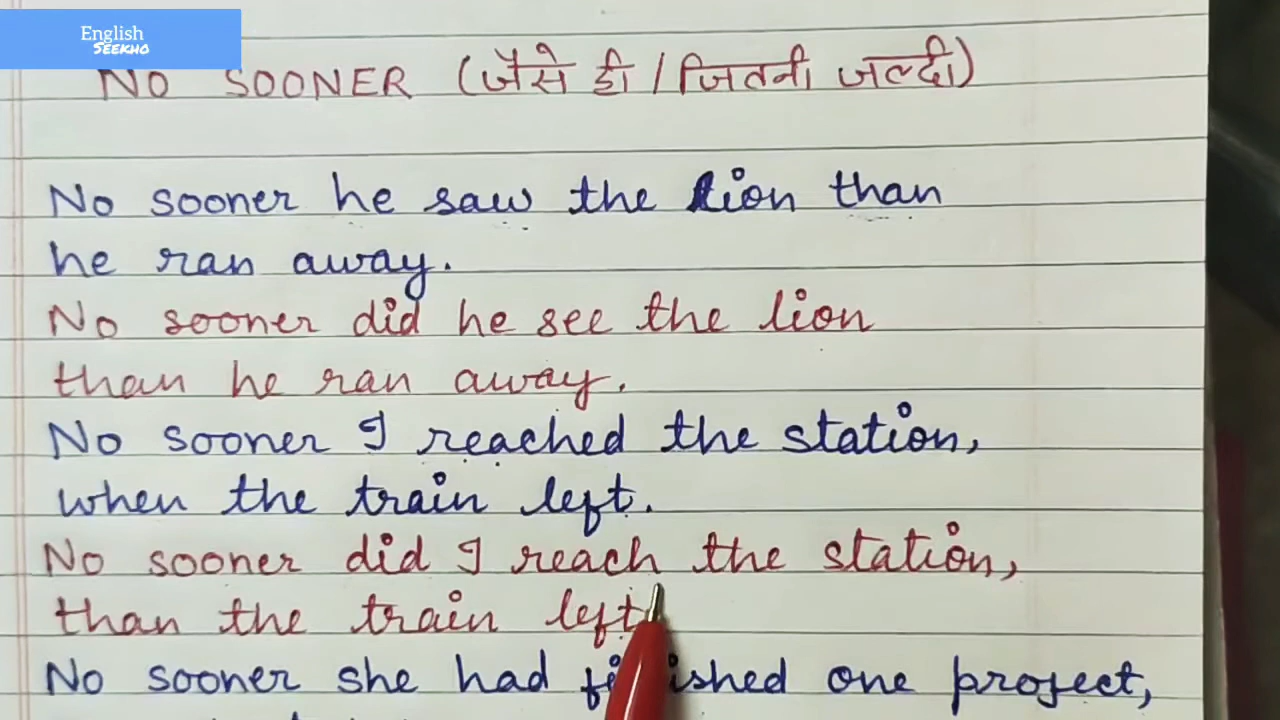 English
SEEKHO
NO SOONER (जैसे ही / जितनी जल्दी)
No sooner he saw the lion than
he ran away.
No sooner did he see the lion
than he ran away.
No sooner I reached the station,
when the train left.
No sooner did I reach the station,
than the train left
No sooner she had finished one project,